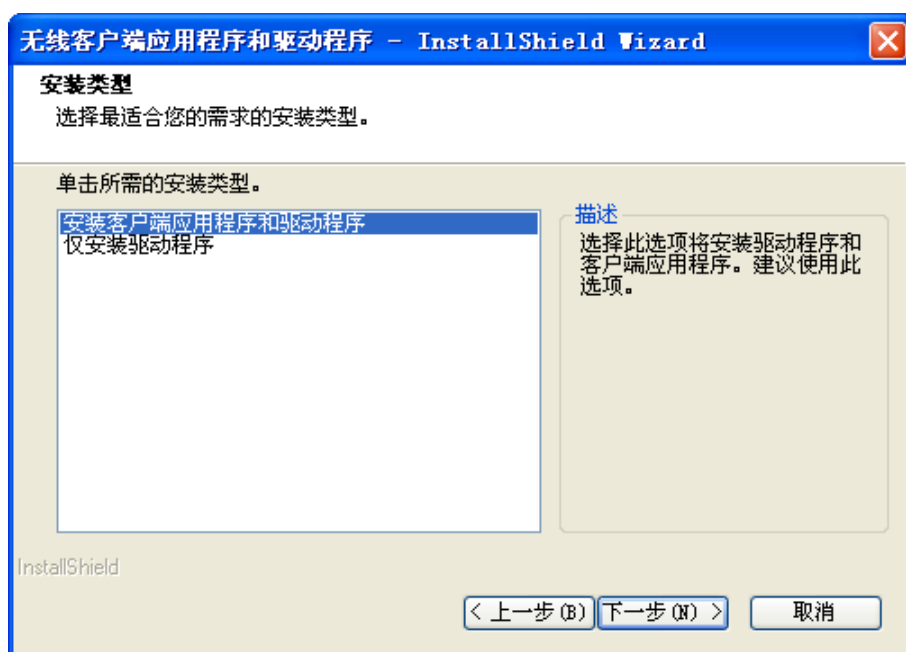 无线客户端应用程序和驱动程序 - InstallShield Wizard
安装类型
选择最适合您的需求的安装类型。
单击所需的安装类型。
安装客户端应用程序和驱动程序
仅安装驱动程序
描述
选择此选项将安装驱动程序和
客户端应用程序。建议使用此
选项。
InstallShield
< 上一步(B)
下一步(N) >
取消